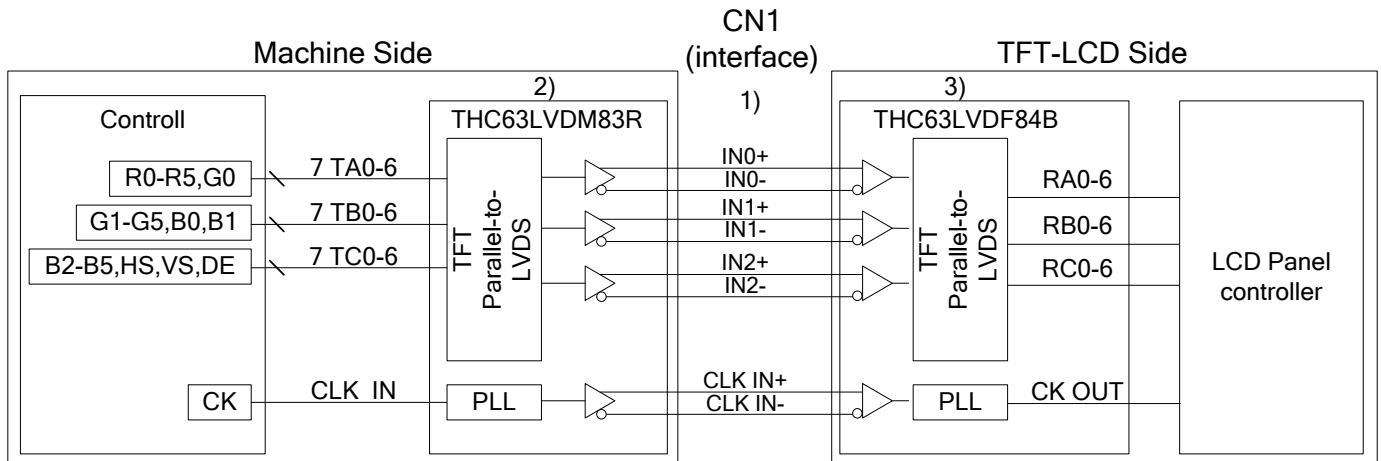 CN1
(interface)
Machine Side
TFT-LCD Side
1)
2)
3)
Controll
THC63LVDM83R
THC63LVDF84B
R0-R5,G0
7 TA0-6
G1-G5,B0,B1
7 TB0-6
B2-B5,HS,VS,DE
7 TC0-6
TFT
Parallel-to-
LVDS
IN0+
IN0-
IN1+
IN1-
IN2+
IN2-
TFT
Parallel-to-
LVDS
RA0-6
RB0-6
RC0-6
LCD Panel
controller
CK
CLK IN
PLL
CLK IN+
CLK IN-
PLL
CK OUT